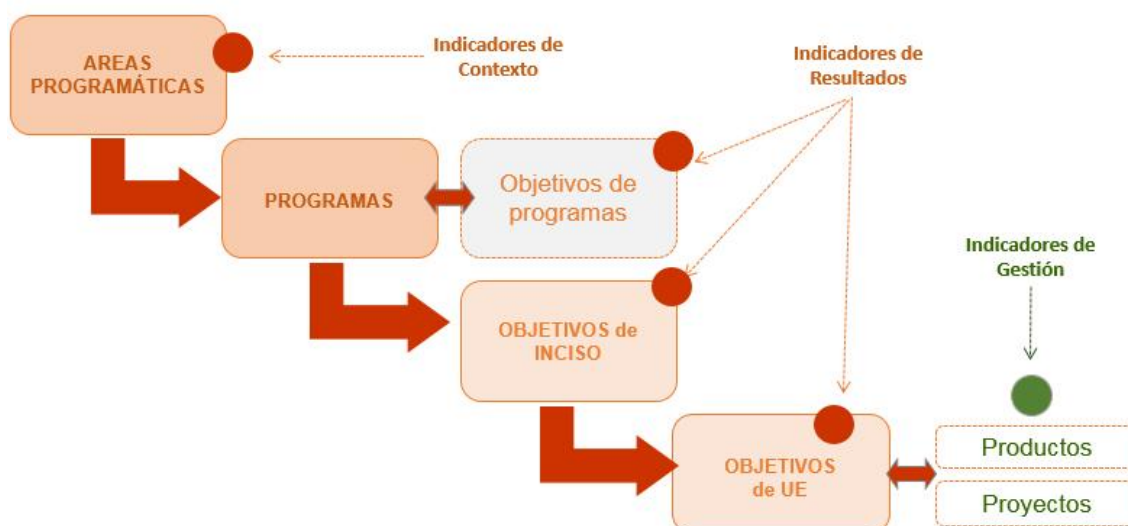 Indicadores de
Contexto
Indicadores de
Resultados
AREAS
PROGRAMÁTICAS
PROGRAMAS
Objetivos de
programas
Indicadores de
Gestión
OBJETIVOS de
INCISO
OBJETIVOS
de UE
Productos
Proyectos